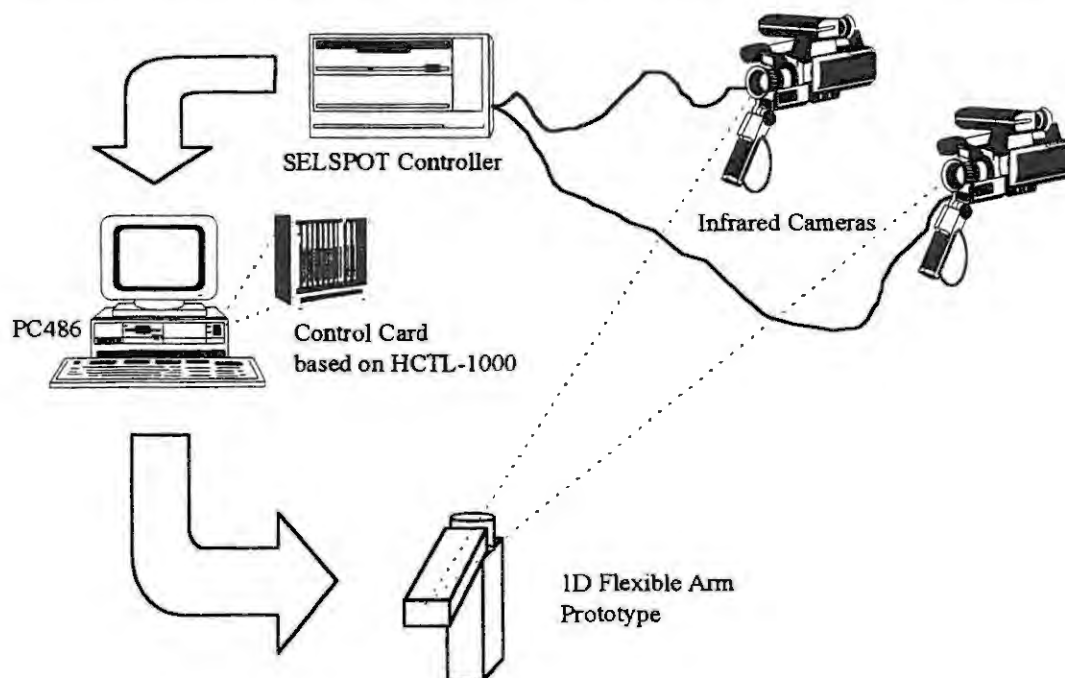 SELSPOT Controller
Infrared Cameras
PC486
Control Card
based on HCTL-1000
1D Flexible Arm
Prototype